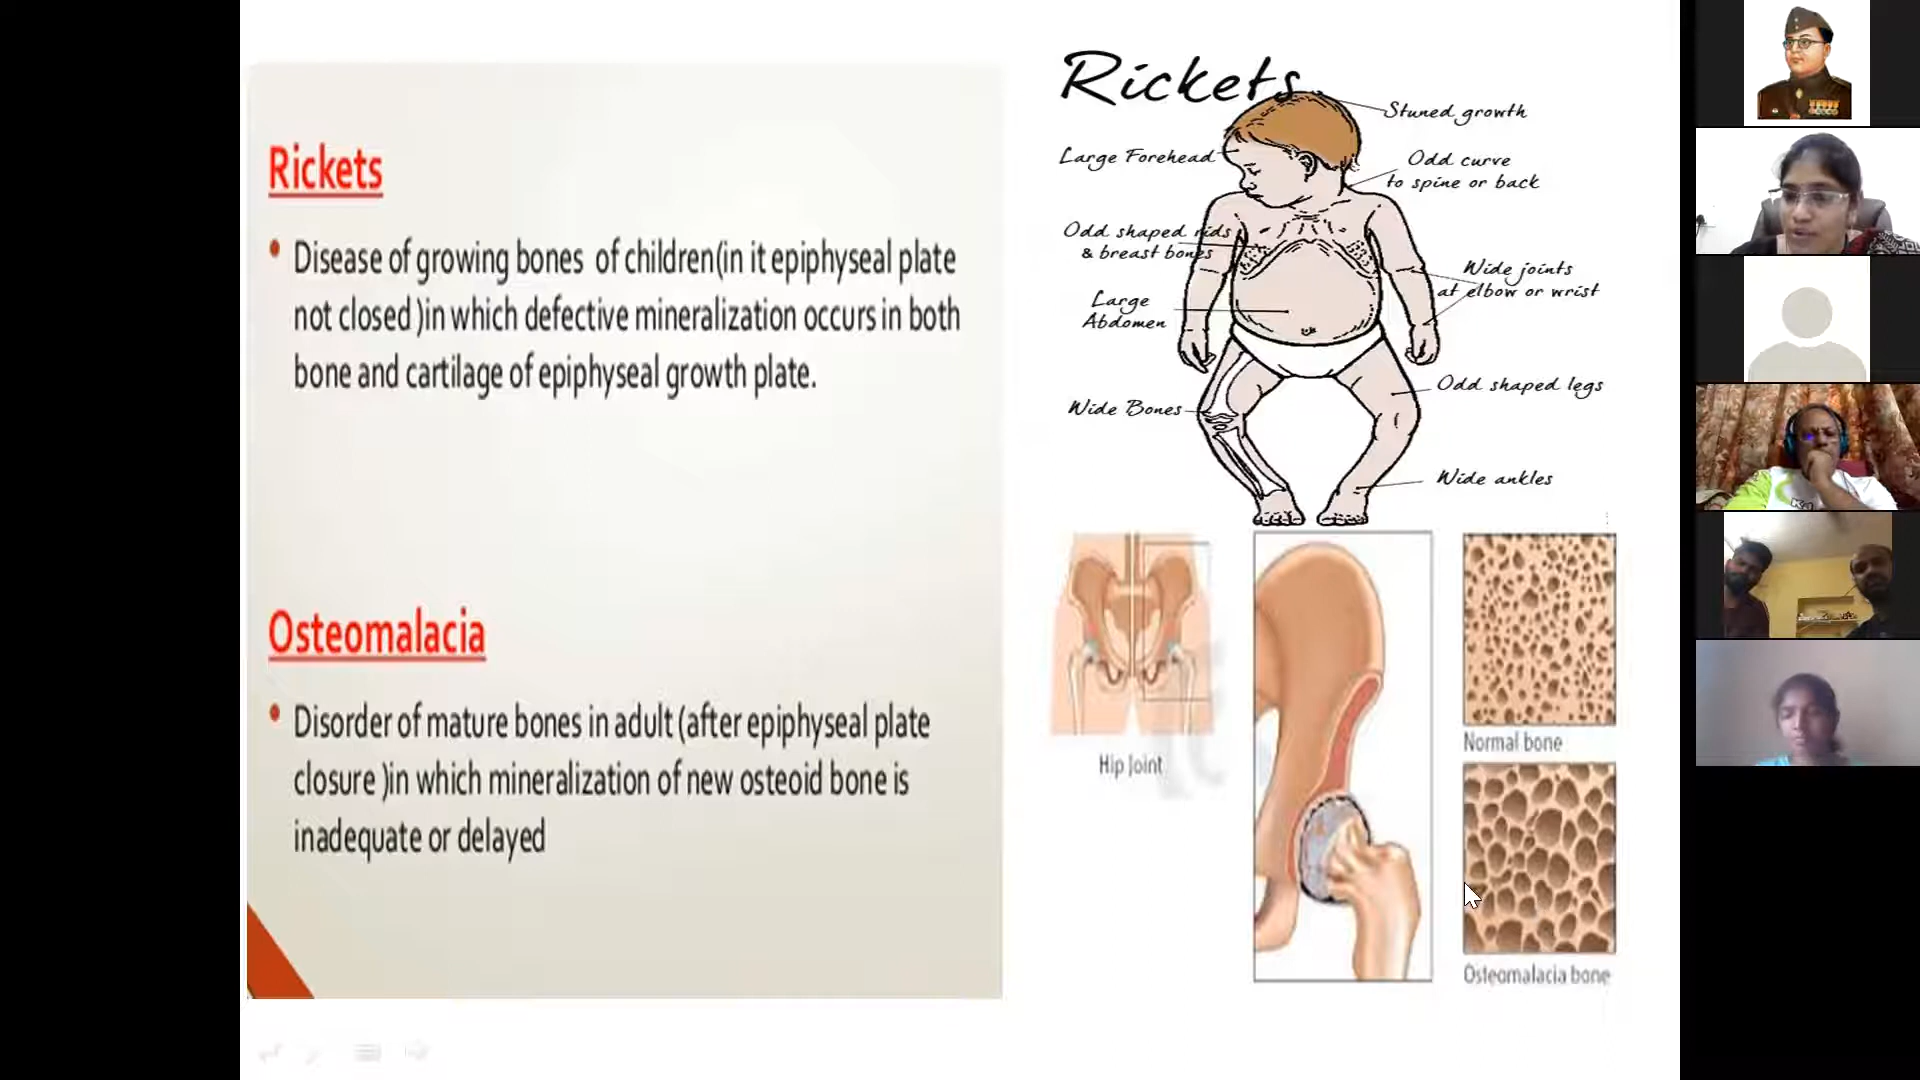 Rickets
• Disease of growing bones of children(in it epiphyseal plate
not closed )in which defective mineralization occurs in both
bone and cartilage of epiphyseal growth plate.
Osteomalacia
• Disorder of mature bones in adult (after epiphyseal plate
closure )in which mineralization of new osteoid bone is
inadequate or delayed
Rickets
Stuned growth
Large Forehead
Odd curve
to spine or back
Odd shaped rids
& breast bones
Wide joints
at elbow or wrist
Large
Abdomen
Odd shaped legs
Wide Bones
Wide ankles
Hip Joint
Normal bone
Osteomalacia bone